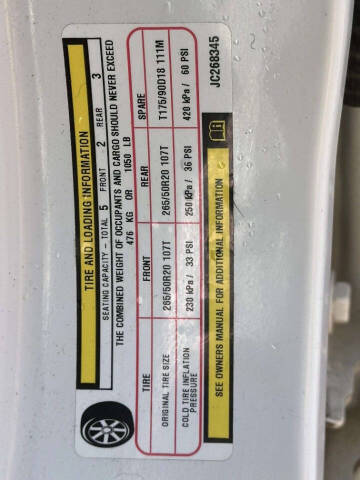 TIRE AND LOADING INFORMATION
SEATING CAPACITY - TOTAL 5 FRONT 2 REAR 3
THE COMBINED WEIGHT OF OCCUPANTS AND CARGO SHOULD NEVER EXCEED
476 KG OR 1050 LB
TIRE FRONT REAR SPARE
ORIGINAL TIRE SIZE 265/50R20 107T 265/50R20 107T T175/90D18 111M
COLD TIRE INFLATION PRESSURE 230 kPa / 33 PSI 250 kPa / 36 PSI 420 kPa / 60 PSI
SEE OWNERS MANUAL FOR ADDITIONAL INFORMATION
JC268345